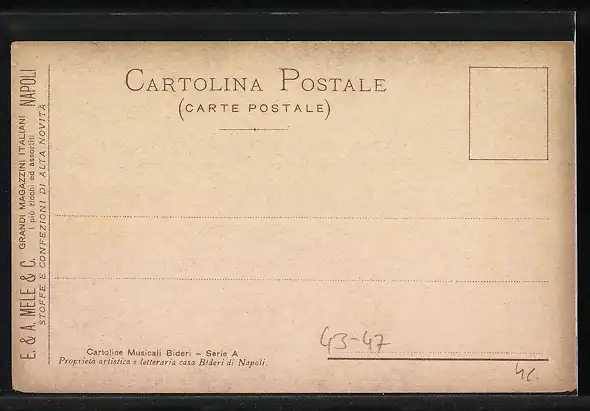 CARTOLINA POSTALE
(CARTE POSTALE)
E. & A. MELE & C. GRANDI MAGAZZINI ITALIANI NAPOLI
i più ricchi ed assortiti
STOFFE E CONFEZIONI DI ALTA NOVITÀ
43-47
Cartoline Musicali Bideri – Serie A
Proprietà artistica e letteraria casa Bideri di Napoli.